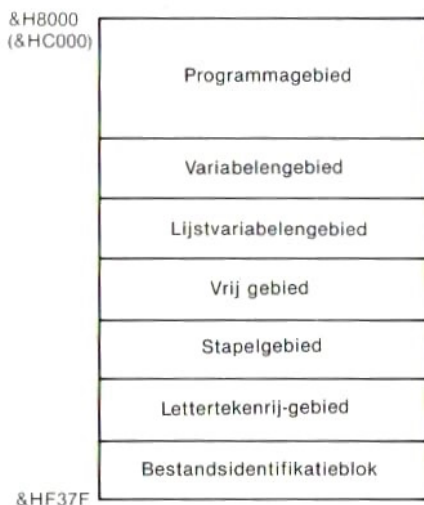 &H8000
(&HC000)
Programmagebied
Variabelengebied
Lijstvariabelengebied
Vrij gebied
Stapelgebied
Lettertekenrij-gebied
Bestandsidentifikatieblok
&HF37F